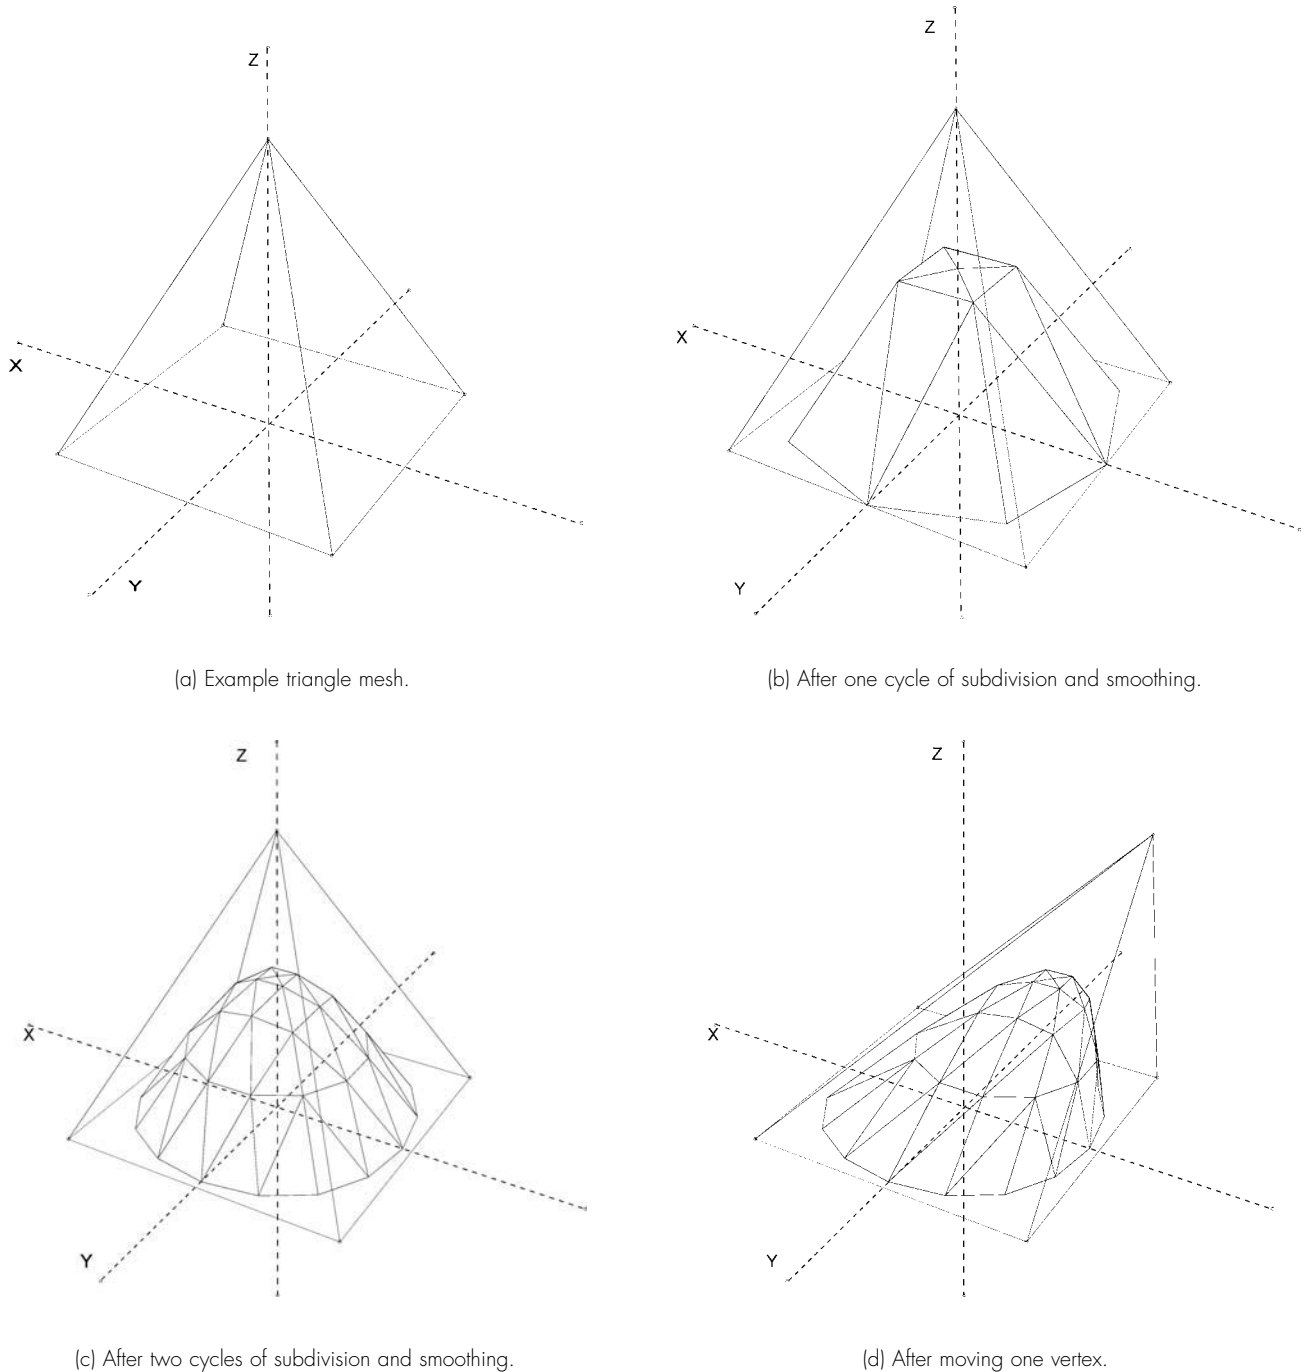 Z
X
Y
(a) Example triangle mesh.
Z
X
Y
(b) After one cycle of subdivision and smoothing.
Z
X
Y
(c) After two cycles of subdivision and smoothing.
Z
X
Y
(d) After moving one vertex.